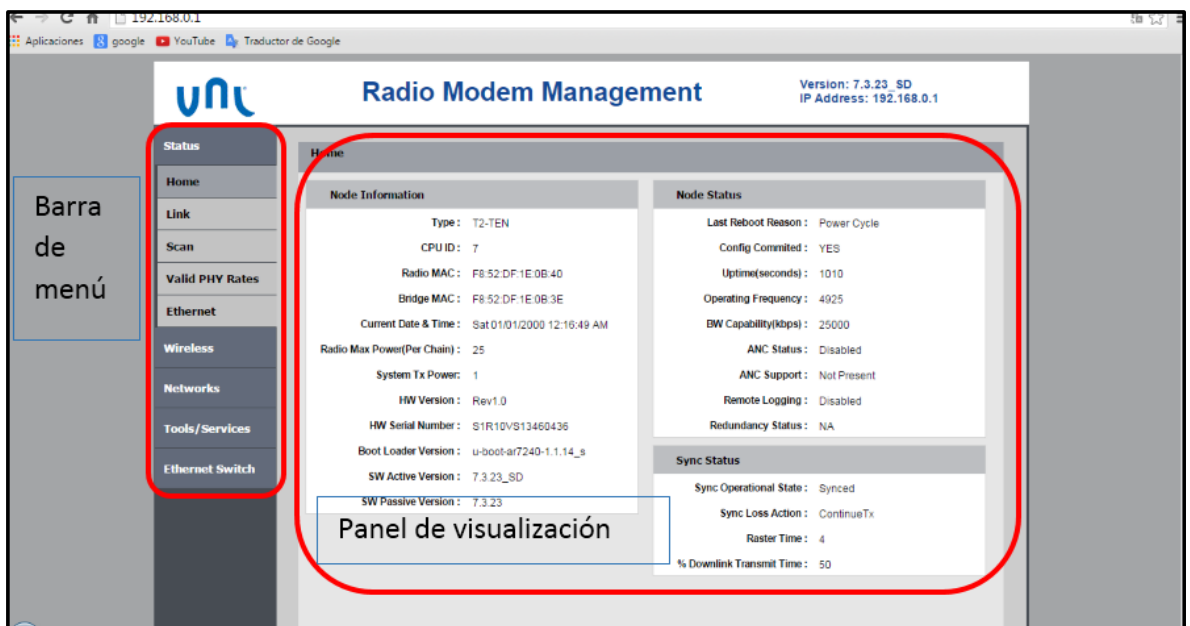 192.168.0.1
Aplicaciones google YouTube Traductor de Google
vnl
Radio Modem Management
Version: 7.3.23_SD
IP Address: 192.168.0.1
Barra
de
menú
Status
Home
Link
Scan
Valid PHY Rates
Ethernet
Wireless
Networks
Tools/Services
Ethernet Switch
Home
Node Information
Type : T2-TEN
CPU ID : 7
Radio MAC : F8:52:DF:1E:0B:40
Bridge MAC : F8:52:DF:1E:0B:3E
Current Date & Time : Sat 01/01/2000 12:16:49 AM
Radio Max Power(Per Chain) : 25
System Tx Power: 1
HW Version : Rev1.0
HW Serial Number : S1R10VS13460436
Boot Loader Version : u-boot-ar7240-1.1.14_s
SW Active Version : 7.3.23_SD
SW Passive Version : 7.3.23
Panel de visualización
Node Status
Last Reboot Reason : Power Cycle
Config Commited : YES
Uptime(seconds) : 1010
Operating Frequency : 4925
BW Capability(kbps) : 25000
ANC Status : Disabled
ANC Support : Not Present
Remote Logging : Disabled
Redundancy Status : NA
Sync Status
Sync Operational State : Synced
Sync Loss Action : ContinueTx
Raster Time : 4
% Downlink Transmit Time : 50